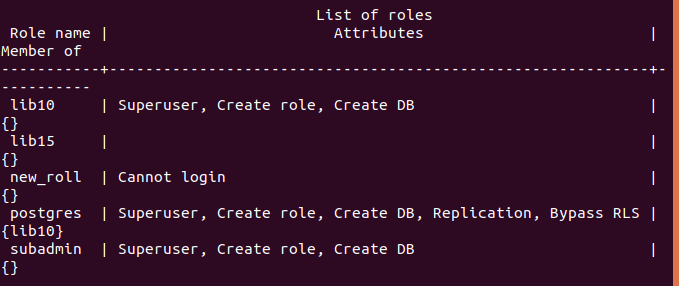 List of roles
Role name | Attributes |
Member of
-----------+------------------------------------------------------------+-
----------
lib10 | Superuser, Create role, Create DB |
{}
lib15 | |
{}
new_roll | Cannot login |
{}
postgres | Superuser, Create role, Create DB, Replication, Bypass RLS |
{lib10}
subadmin | Superuser, Create role, Create DB |
{}